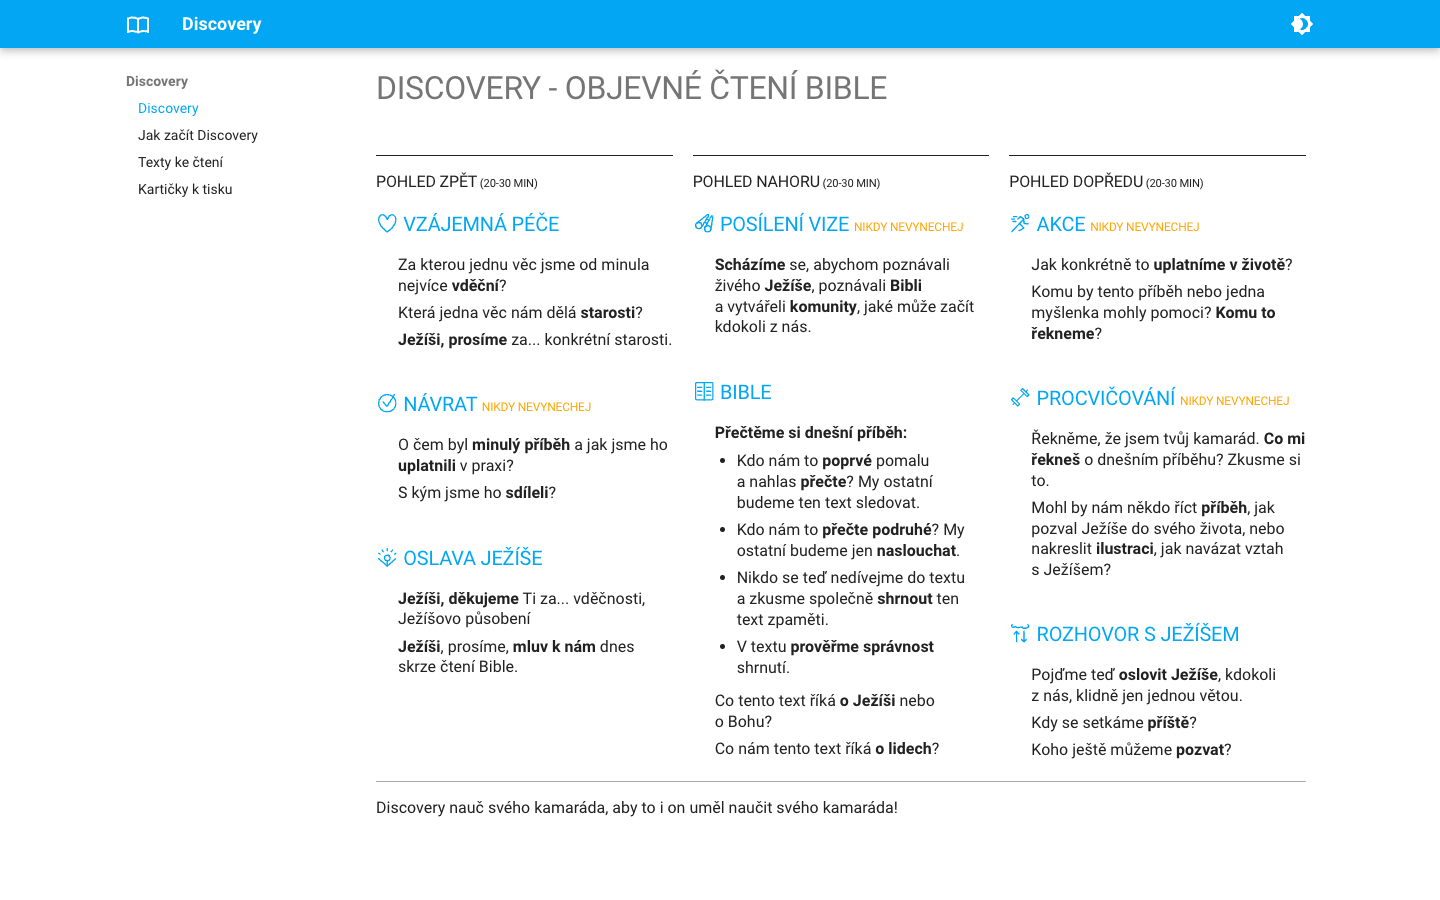 Discovery
Discovery
Discovery
Jak začít Discovery
Texty ke čtení
Kartičky k tisku
DISCOVERY - OBJEVNÉ ČTENÍ BIBLE
POHLED ZPĚT (20-30 MIN)
VZÁJEMNÁ PÉČE
Za kterou jednu věc jsme od minula
nejvíce vděční?
Která jedna věc nám dělá starosti?
Ježíši, prosíme za... konkrétní starosti.
NÁVRAT NIKDY NEVYNECHEJ
O čem byl minulý příběh a jak jsme ho
uplatnili v praxi?
S kým jsme ho sdíleli?
OSLAVA JEŽÍŠE
Ježíši, děkujeme Ti za... vděčnosti,
Ježíšovo působení
Ježíši, prosíme, mluv k nám dnes
skrze čtení Bible.
POHLED NAHORU (20-30 MIN)
POSÍLENÍ VIZE NIKDY NEVYNECHEJ
Scházíme se, abychom poznávali
živého Ježíše, poznávali Bibli
a vytvářeli komunity, jaké může začít
kdokoli z nás.
BIBLE
Přečtěme si dnešní příběh:
• Kdo nám to poprvé pomalu
a nahlas přečte? My ostatní
budeme ten text sledovat.
• Kdo nám to přečte podruhé? My
ostatní budeme jen naslouchat.
• Nikdo se teď nedívejme do textu
a zkusme společně shrnout ten
text zpaměti.
• V textu prověřme správnost
shrnutí.
Co tento text říká o Ježíši nebo
o Bohu?
Co nám tento text říká o lidech?
POHLED DOPŘEDU (20-30 MIN)
AKCE NIKDY NEVYNECHEJ
Jak konkrétně to uplatníme v životě?
Komu by tento příběh nebo jedna
myšlenka mohly pomoci? Komu to
řekneme?
PROCVIČOVÁNÍ NIKDY NEVYNECHEJ
Řekněme, že jsem tvůj kamarád. Co mi
řekneš o dnešním příběhu? Zkusme si
to.
Mohl by nám někdo říct příběh, jak
pozval Ježíše do svého života, nebo
nakreslit ilustraci, jak navázat vztah
s Ježíšem?
ROZHOVOR S JEŽÍŠEM
Pojďme teď oslovit Ježíše, kdokoli
z nás, klidně jen jednou větou.
Kdy se setkáme příště?
Koho ještě můžeme pozvat?
Discovery nauč svého kamaráda, aby to i on uměl naučit svého kamaráda!